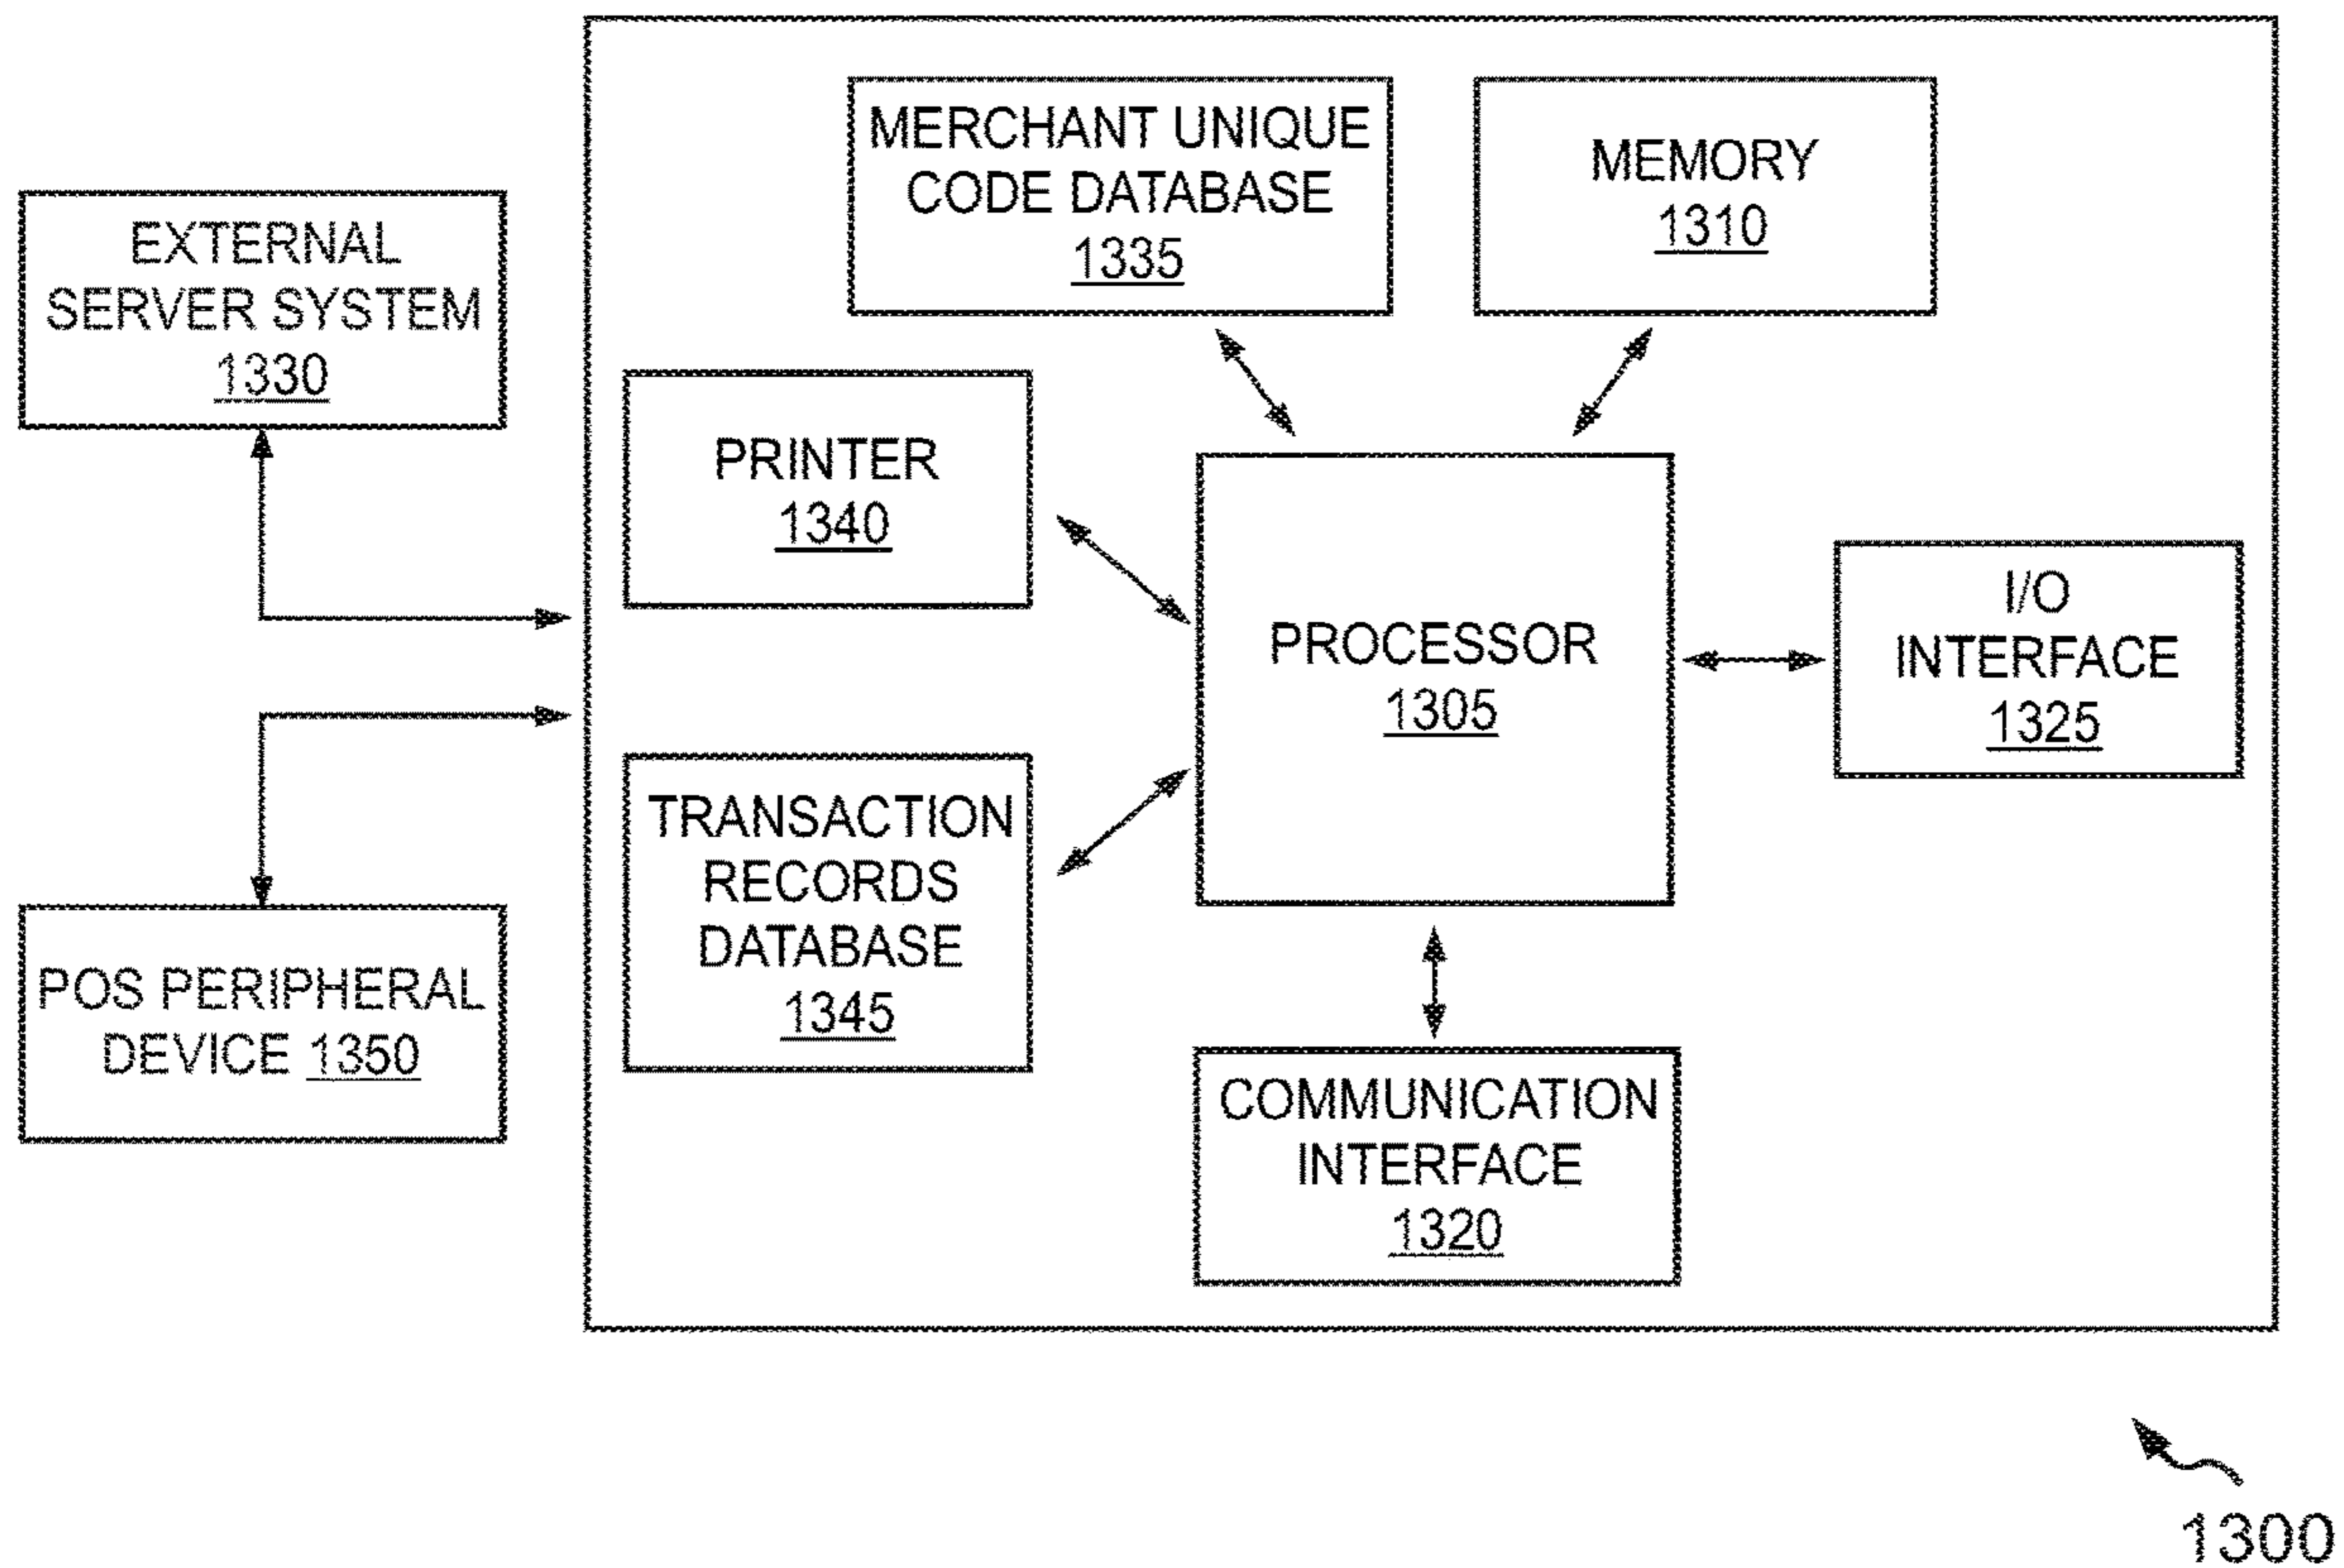 MERCHANT UNIQUE
CODE DATABASE
1335
MEMORY
1310
EXTERNAL
SERVER SYSTEM
1330
PRINTER
1340
PROCESSOR
1305
I/O
INTERFACE
1325
TRANSACTION
RECORDS
DATABASE
1345
POS PERIPHERAL
DEVICE 1350
COMMUNICATION
INTERFACE
1320
1300